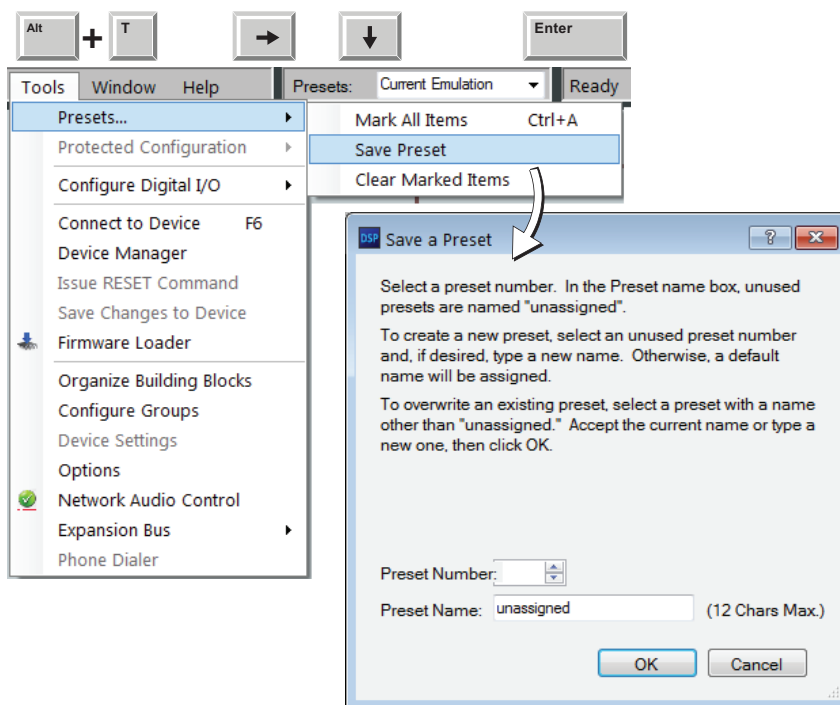 Alt + T Enter
Tools Window Help Presets: Current Emulation Ready
Presets...
Mark All Items Ctrl+A
Protected Configuration
Save Preset
Configure Digital I/O
Clear Marked Items
Connect to Device F6
Device Manager
Issue RESET Command
Save Changes to Device
Firmware Loader
Organize Building Blocks
Configure Groups
Device Settings
Options
Network Audio Control
Expansion Bus
Phone Dialer
DSP Save a Preset
Select a preset number. In the Preset name box, unused
presets are named "unassigned".
To create a new preset, select an unused preset number
and, if desired, type a new name. Otherwise, a default
name will be assigned.
To overwrite an existing preset, select a preset with a name
other than "unassigned." Accept the current name or type a
new one, then click OK.
Preset Number:
Preset Name: unassigned (12 Chars Max.)
OK Cancel